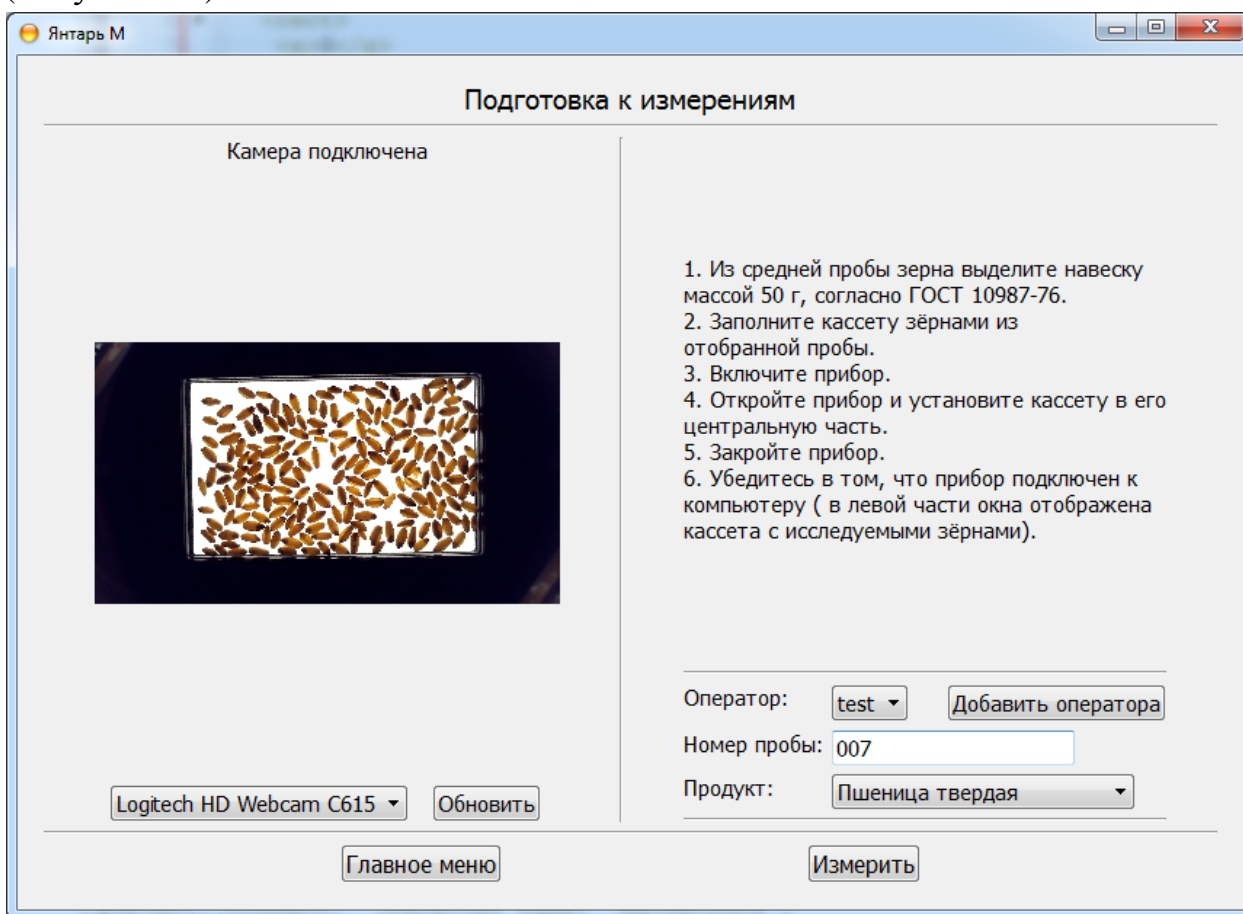 Янтарь М
Подготовка к измерениям
Камера подключена
1. Из средней пробы зерна выделите навеску
массой 50 г, согласно ГОСТ 10987-76.
2. Заполните кассету зёрнами из
отобранной пробы.
3. Включите прибор.
4. Откройте прибор и установите кассету в его
центральную часть.
5. Закройте прибор.
6. Убедитесь в том, что прибор подключен к
компьютеру ( в левой части окна отображена
кассета с исследуемыми зёрнами).
Оператор: test Добавить оператора
Номер пробы: 007
Продукт: Пшеница твердая
Logitech HD Webcam C615 Обновить
Главное меню Измерить